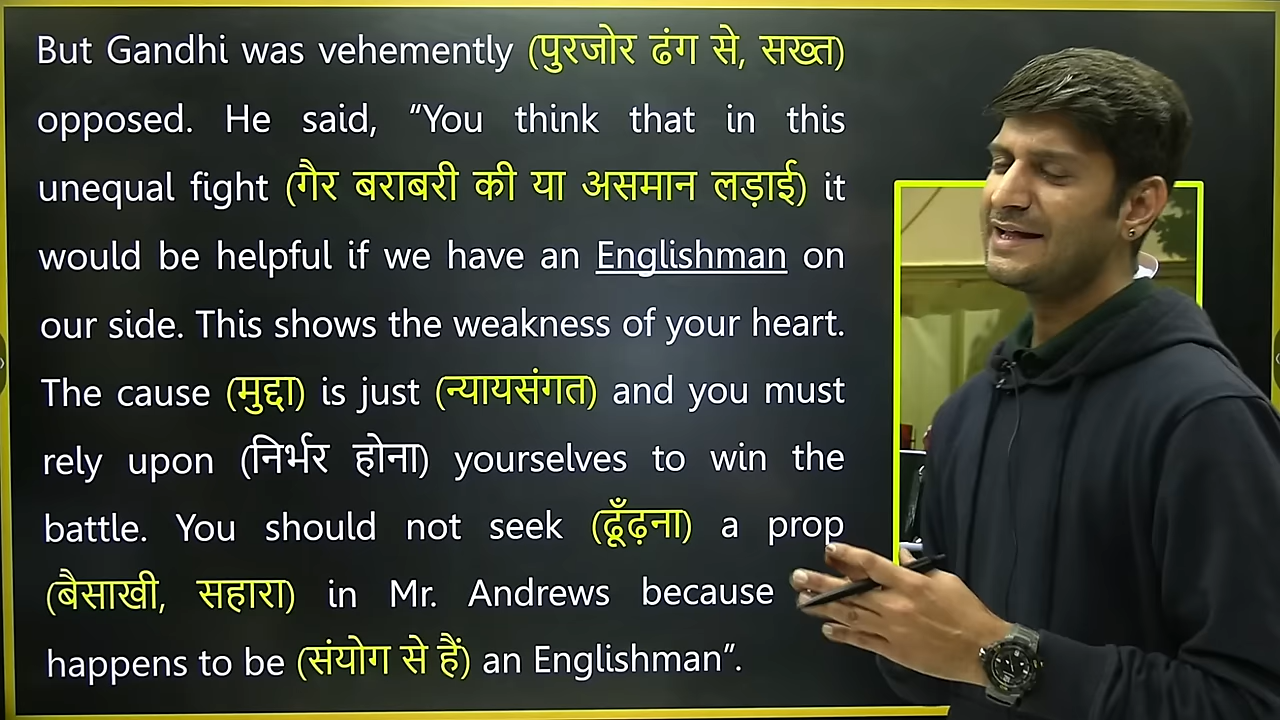 But Gandhi was vehemently (पुरजोर ढंग से, सख्त)
opposed. He said, “You think that in this
unequal fight (गैर बराबरी की या असमान लड़ाई) it
would be helpful if we have an Englishman on
our side. This shows the weakness of your heart.
The cause (मुद्दा) is just (न्यायसंगत) and you must
rely upon (निर्भर होना) yourselves to win the
battle. You should not seek (ढूँढ़ना) a prop
(बैसाखी, सहारा) in Mr. Andrews because
happens to be (संयोग से हैं) an Englishman”.